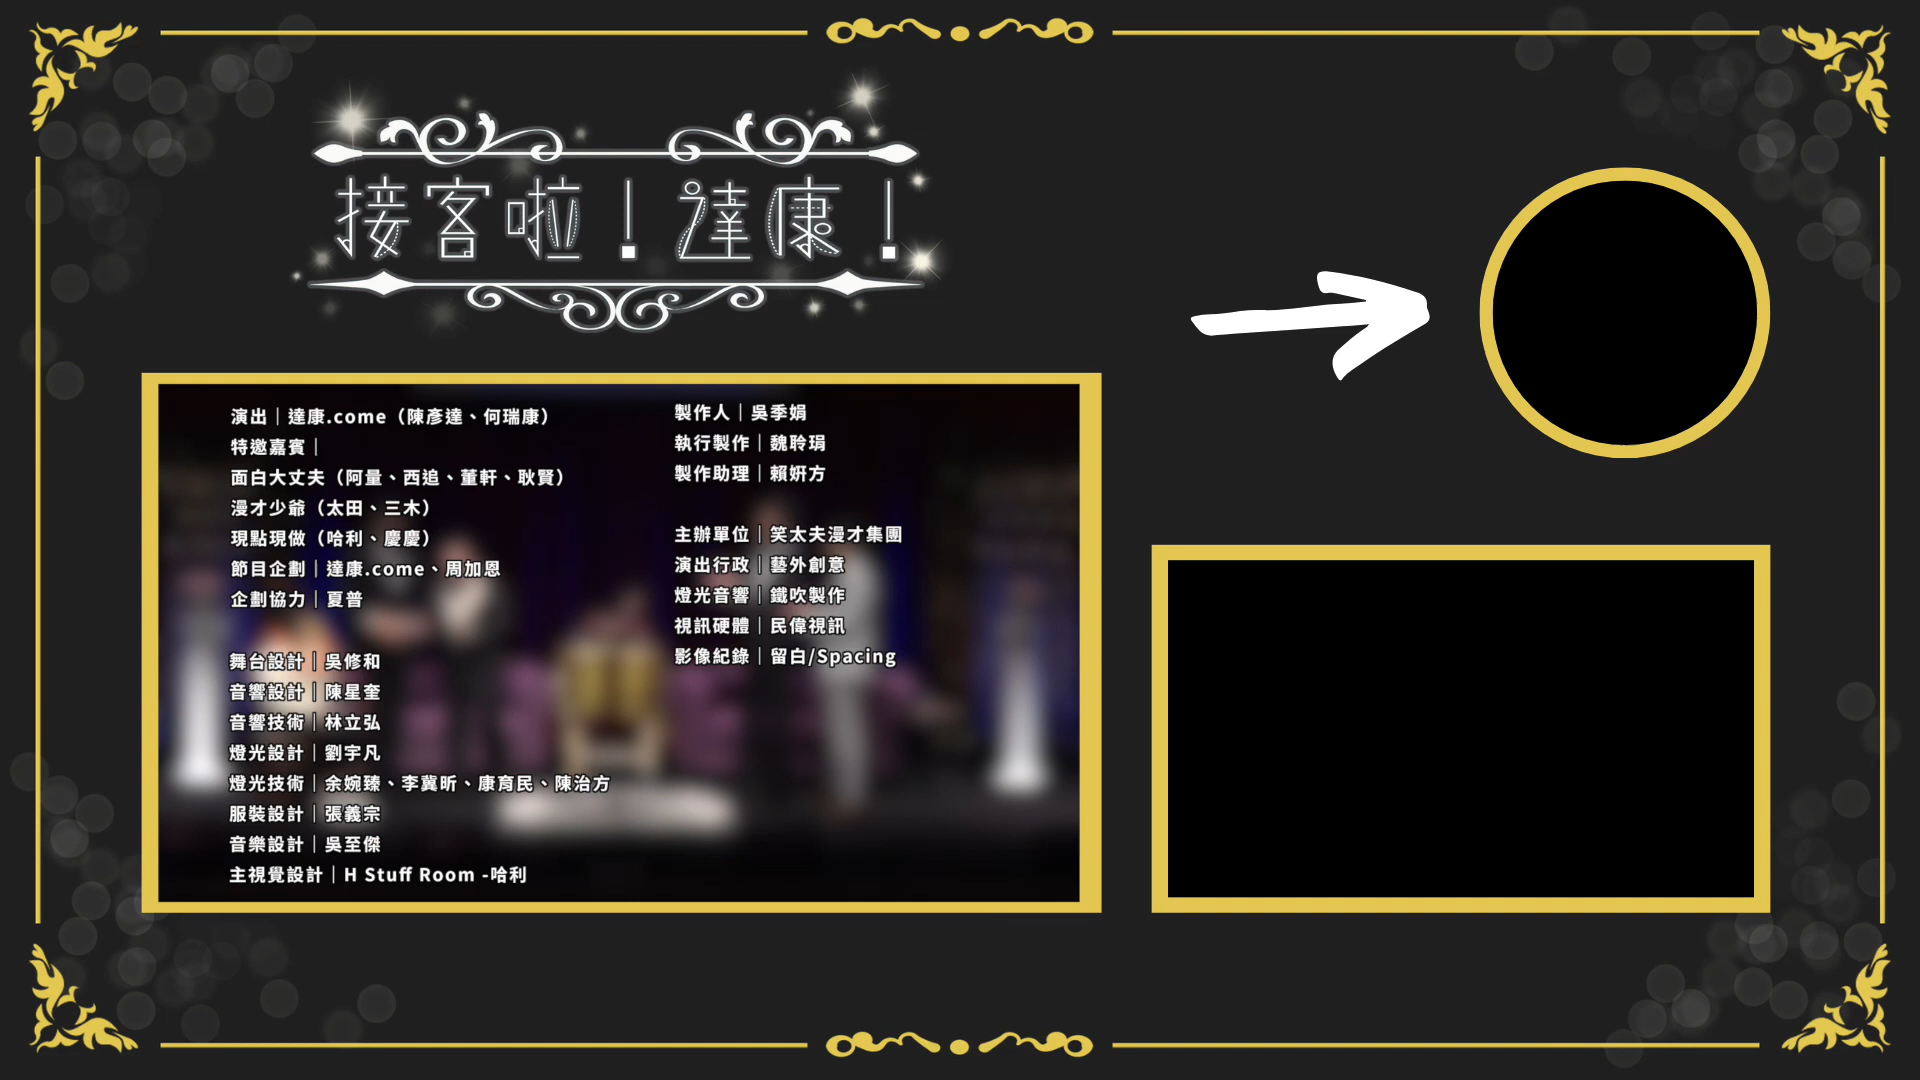 接客啦！達康！
演出｜達康.come（陳彥達、何瑞康）
特邀嘉賓｜
面白大丈夫（阿量、西追、董軒、耿賢）
漫才少爺（太田、三木）
現點現做（哈利、慶慶）
節目企劃｜達康.come、周加恩
企劃協力｜夏普
舞台設計｜吳修和
音響設計｜陳星奎
音響技術｜林立弘
燈光設計｜劉宇凡
燈光技術｜余婉臻、李冀昕、康育民、陳治方
服裝設計｜張義宗
音樂設計｜吳至傑
主視覺設計｜H Stuff Room -哈利
製作人｜吳季娟
執行製作｜魏聆琄
製作助理｜賴妍方
主辦單位｜笑太夫漫才集團
演出行政｜藝外創意
燈光音響｜鐵吹製作
視訊硬體｜民偉視訊
影像紀錄｜留白/Spacing